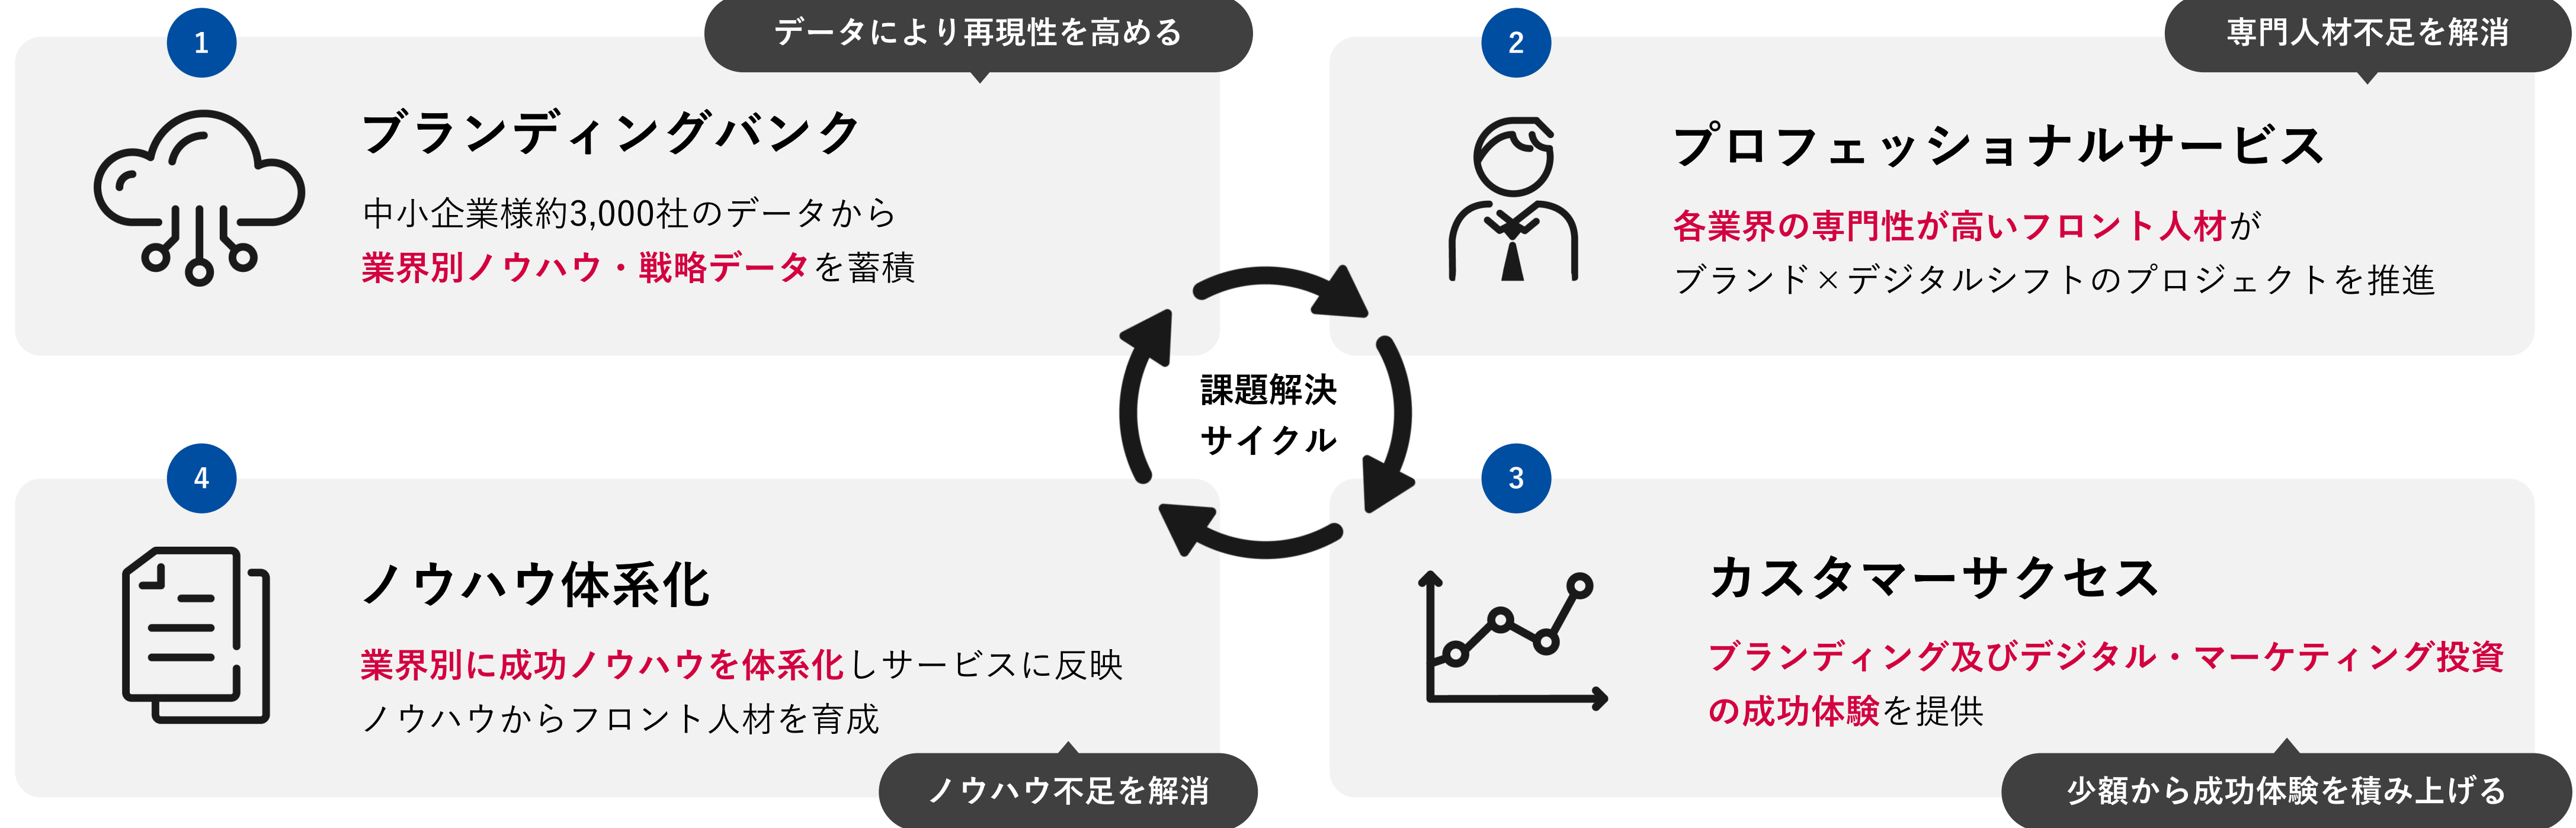 1
データにより再現性を高める
ブランディングバンク
中小企業様約3,000社のデータから
業界別ノウハウ・戦略データを蓄積
2
専門人材不足を解消
プロフェッショナルサービス
各業界の専門性が高いフロント人材が
ブランド×デジタルシフトのプロジェクトを推進
課題解決
サイクル
3
カスタマーサクセス
ブランディング及びデジタル・マーケティング投資
の成功体験を提供
少額から成功体験を積み上げる
4
ノウハウ体系化
業界別に成功ノウハウを体系化しサービスに反映
ノウハウからフロント人材を育成
ノウハウ不足を解消